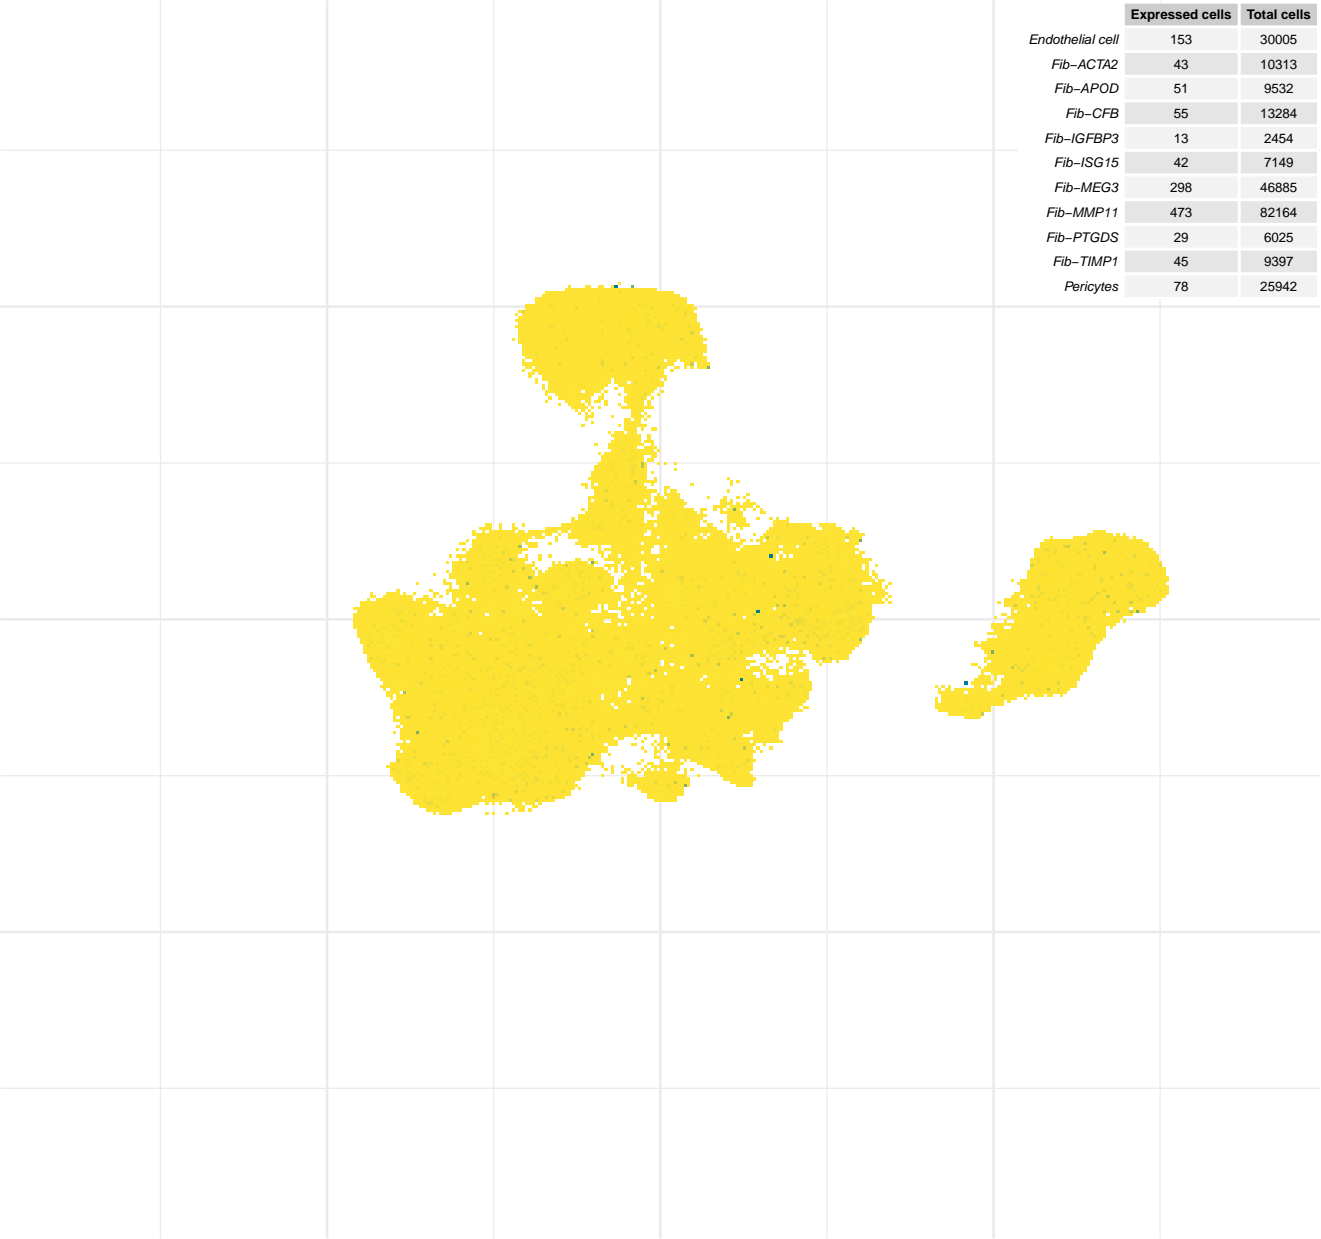 Expressed cells Total cells
Endothelial cell 153 30005
Fib−ACTA2 43 10313
Fib−APOD 51 9532
Fib−CFB 55 13284
Fib−IGFBP3 13 2454
Fib−ISG15 42 7149
Fib−MEG3 298 46885
Fib−MMP11 473 82164
Fib−PTGDS 29 6025
Fib−TIMP1 45 9397
Pericytes 78 25942